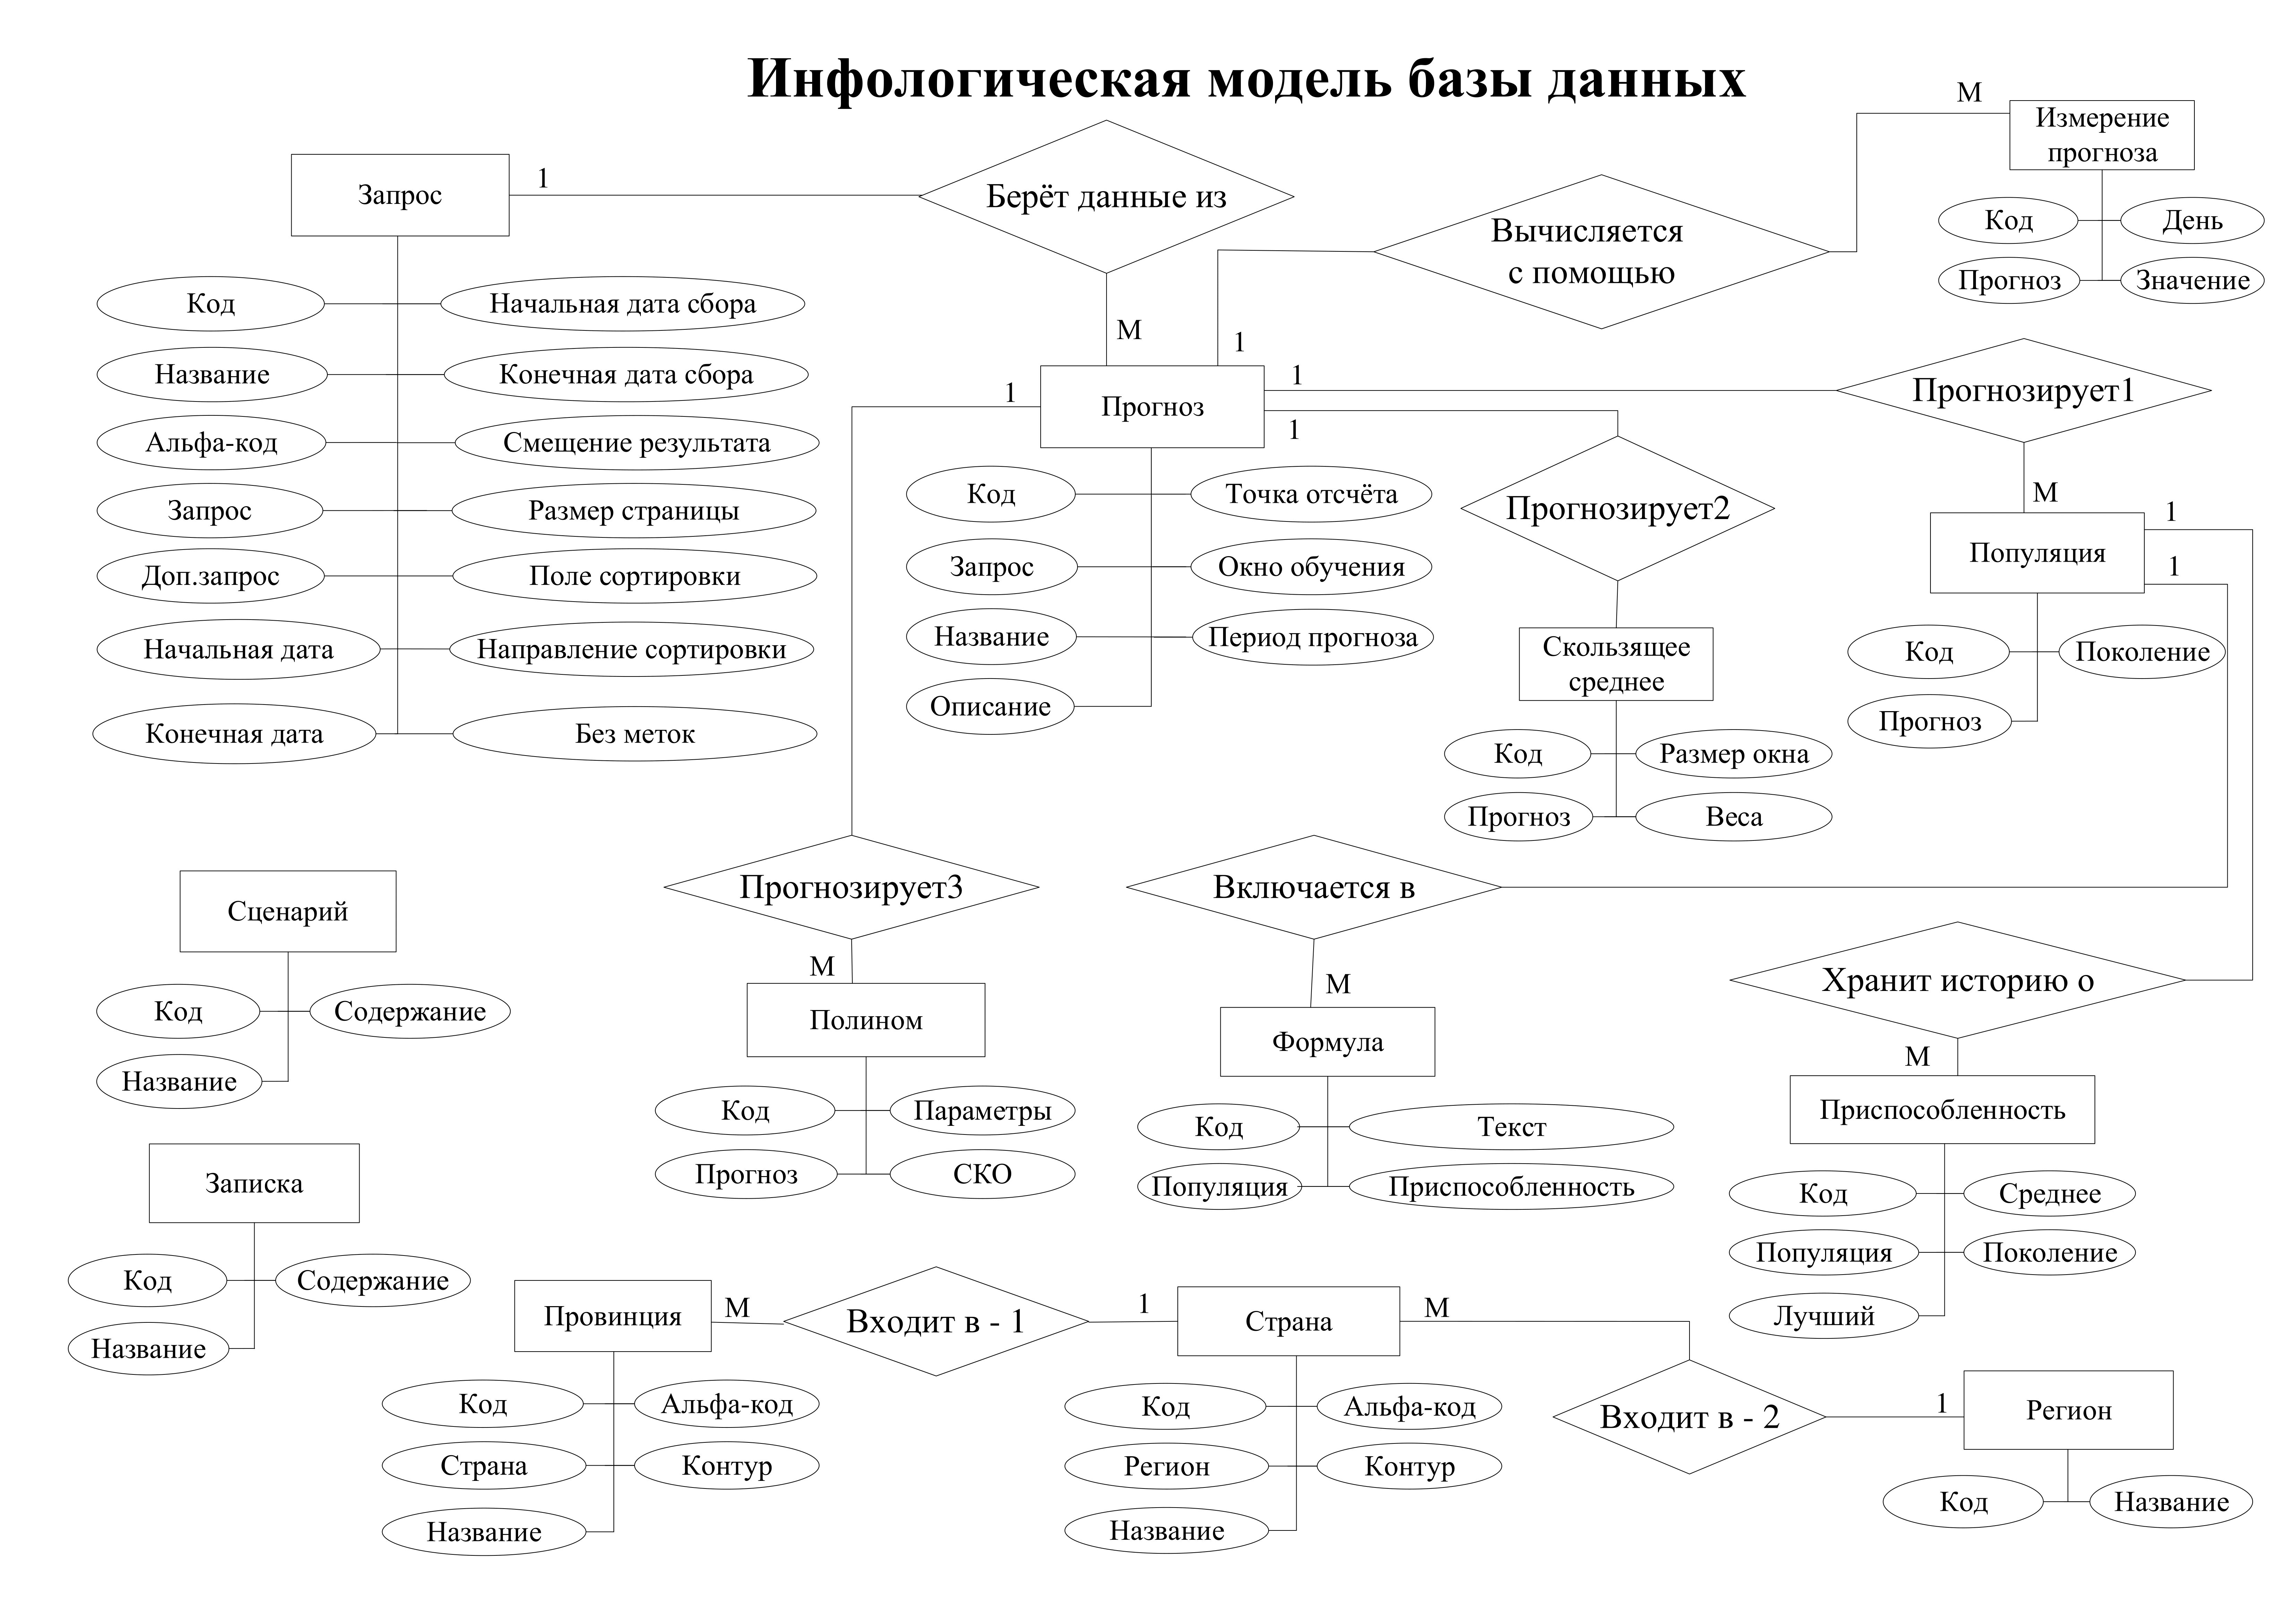 Инфологическая модель базы данных
Запрос
1
Берёт данные из
М
Код
Начальная дата сбора
Название
Конечная дата сбора
Альфа-код
Смещение результата
Запрос
Размер страницы
Доп.запрос
Поле сортировки
Начальная дата
Направление сортировки
Конечная дата
Без меток
Вычисляется
с помощью
М
1
Измерение
прогноза
Код
День
Прогноз
Значение
Прогноз
1
1
1
Код
Точка отсчёта
Запрос
Окно обучения
Название
Период прогноза
Описание
Прогнозирует1
М
Прогнозирует2
Скользящее
среднее
Код
Размер окна
Прогноз
Веса
Популяция
1
1
Код
Поколение
Прогноз
Прогнозирует3
М
Полином
Код
Параметры
Прогноз
СКО
Включается в
М
Формула
Код
Текст
Популяция
Приспособленность
Хранит историю о
М
Приспособленность
Код
Среднее
Популяция
Поколение
Лучший
Сценарий
Код
Содержание
Название
Записка
Код
Содержание
Название
Провинция
М
Входит в - 1
1
Страна
М
Код
Альфа-код
Страна
Контур
Название
Код
Альфа-код
Регион
Контур
Название
Входит в - 2
1
Регион
Код
Название